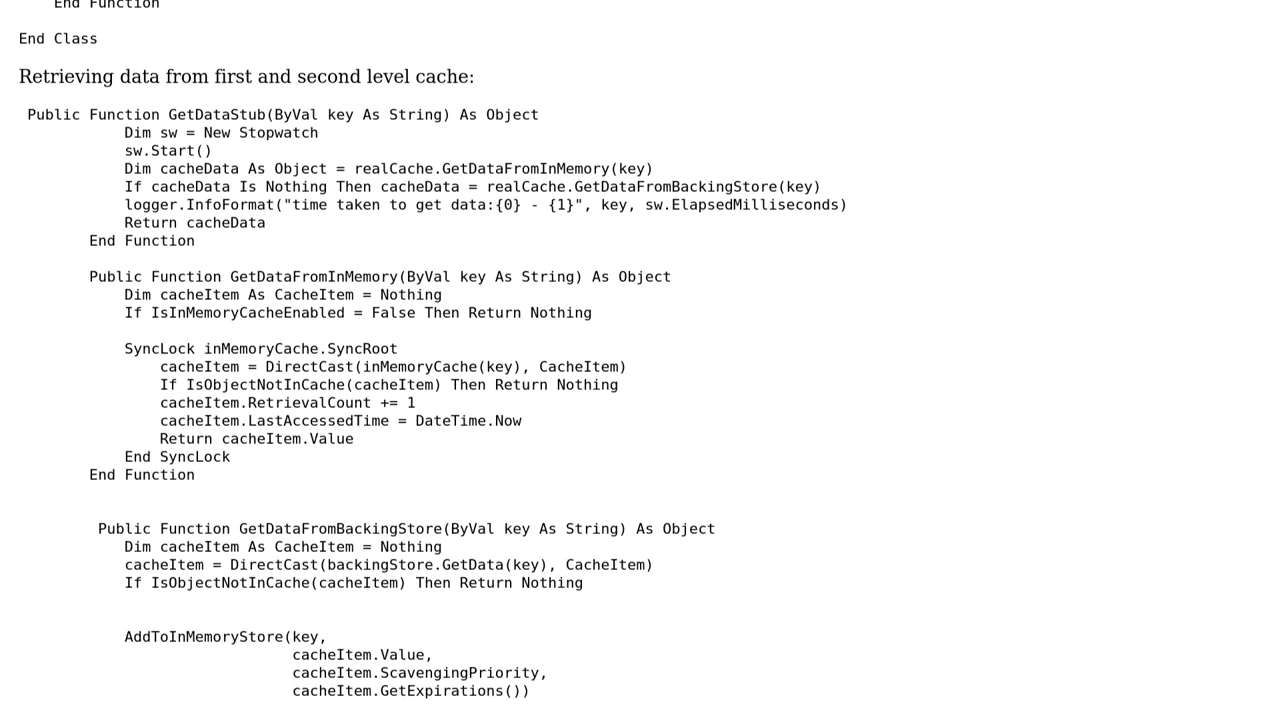 End Function
End Class
Retrieving data from first and second level cache:
Public Function GetDataStub(ByVal key As String) As Object
Dim sw = New Stopwatch
sw.Start()
Dim cacheData As Object = realCache.GetDataFromInMemory(key)
If cacheData Is Nothing Then cacheData = realCache.GetDataFromBackingStore(key)
logger.InfoFormat("time taken to get data:{0} - {1}", key, sw.ElapsedMilliseconds)
Return cacheData
End Function
Public Function GetDataFromInMemory(ByVal key As String) As Object
Dim cacheItem As CacheItem = Nothing
If IsInMemoryCacheEnabled = False Then Return Nothing
SyncLock inMemoryCache.SyncRoot
cacheItem = DirectCast(inMemoryCache(key), CacheItem)
If IsObjectNotInCache(cacheItem) Then Return Nothing
cacheItem.RetrievalCount += 1
cacheItem.LastAccessedTime = DateTime.Now
Return cacheItem.Value
End SyncLock
End Function
Public Function GetDataFromBackingStore(ByVal key As String) As Object
Dim cacheItem As CacheItem = Nothing
cacheItem = DirectCast(backingStore.GetData(key), CacheItem)
If IsObjectNotInCache(cacheItem) Then Return Nothing
AddToInMemoryStore(key,
cacheItem.Value,
cacheItem.ScavengingPriority,
cacheItem.GetExpirations())